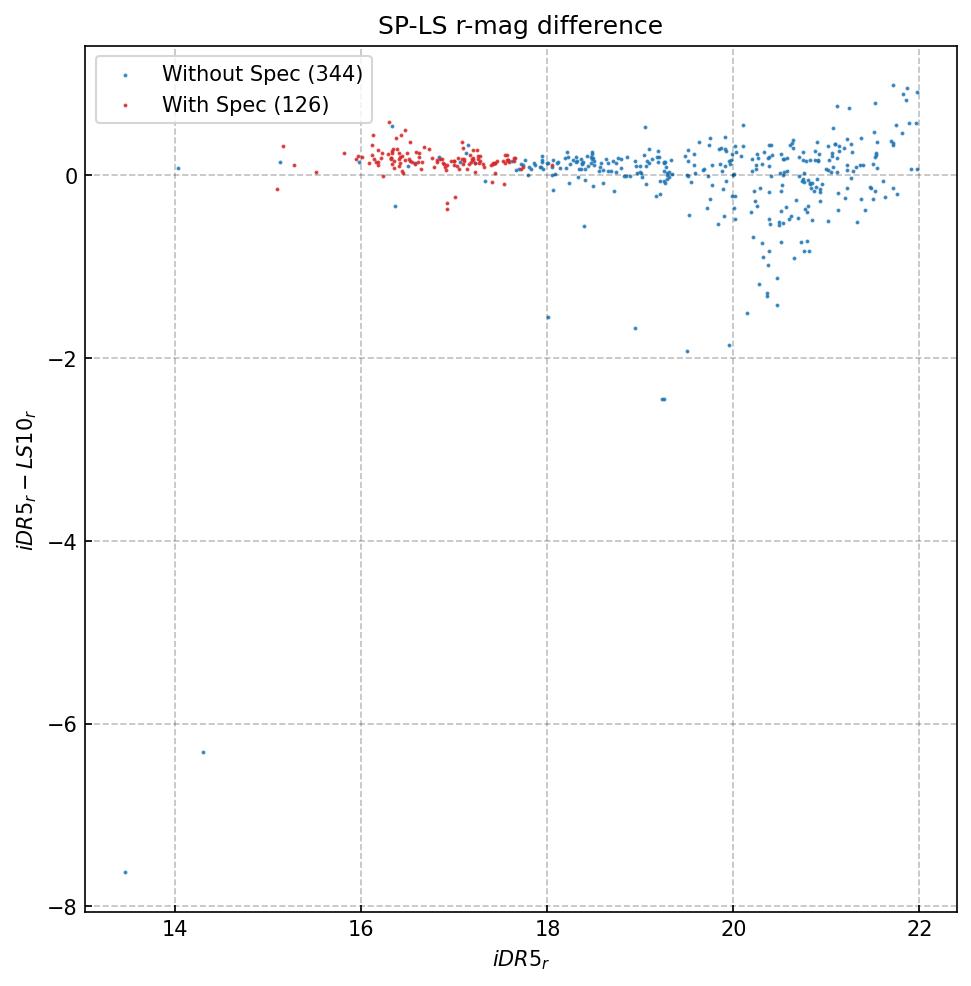 SP-LS r-mag difference
Without Spec (344)
With Spec (126)
0
−2
−4
−6
−8
iDR5r − LS10r
14 16 18 20 22
iDR5r